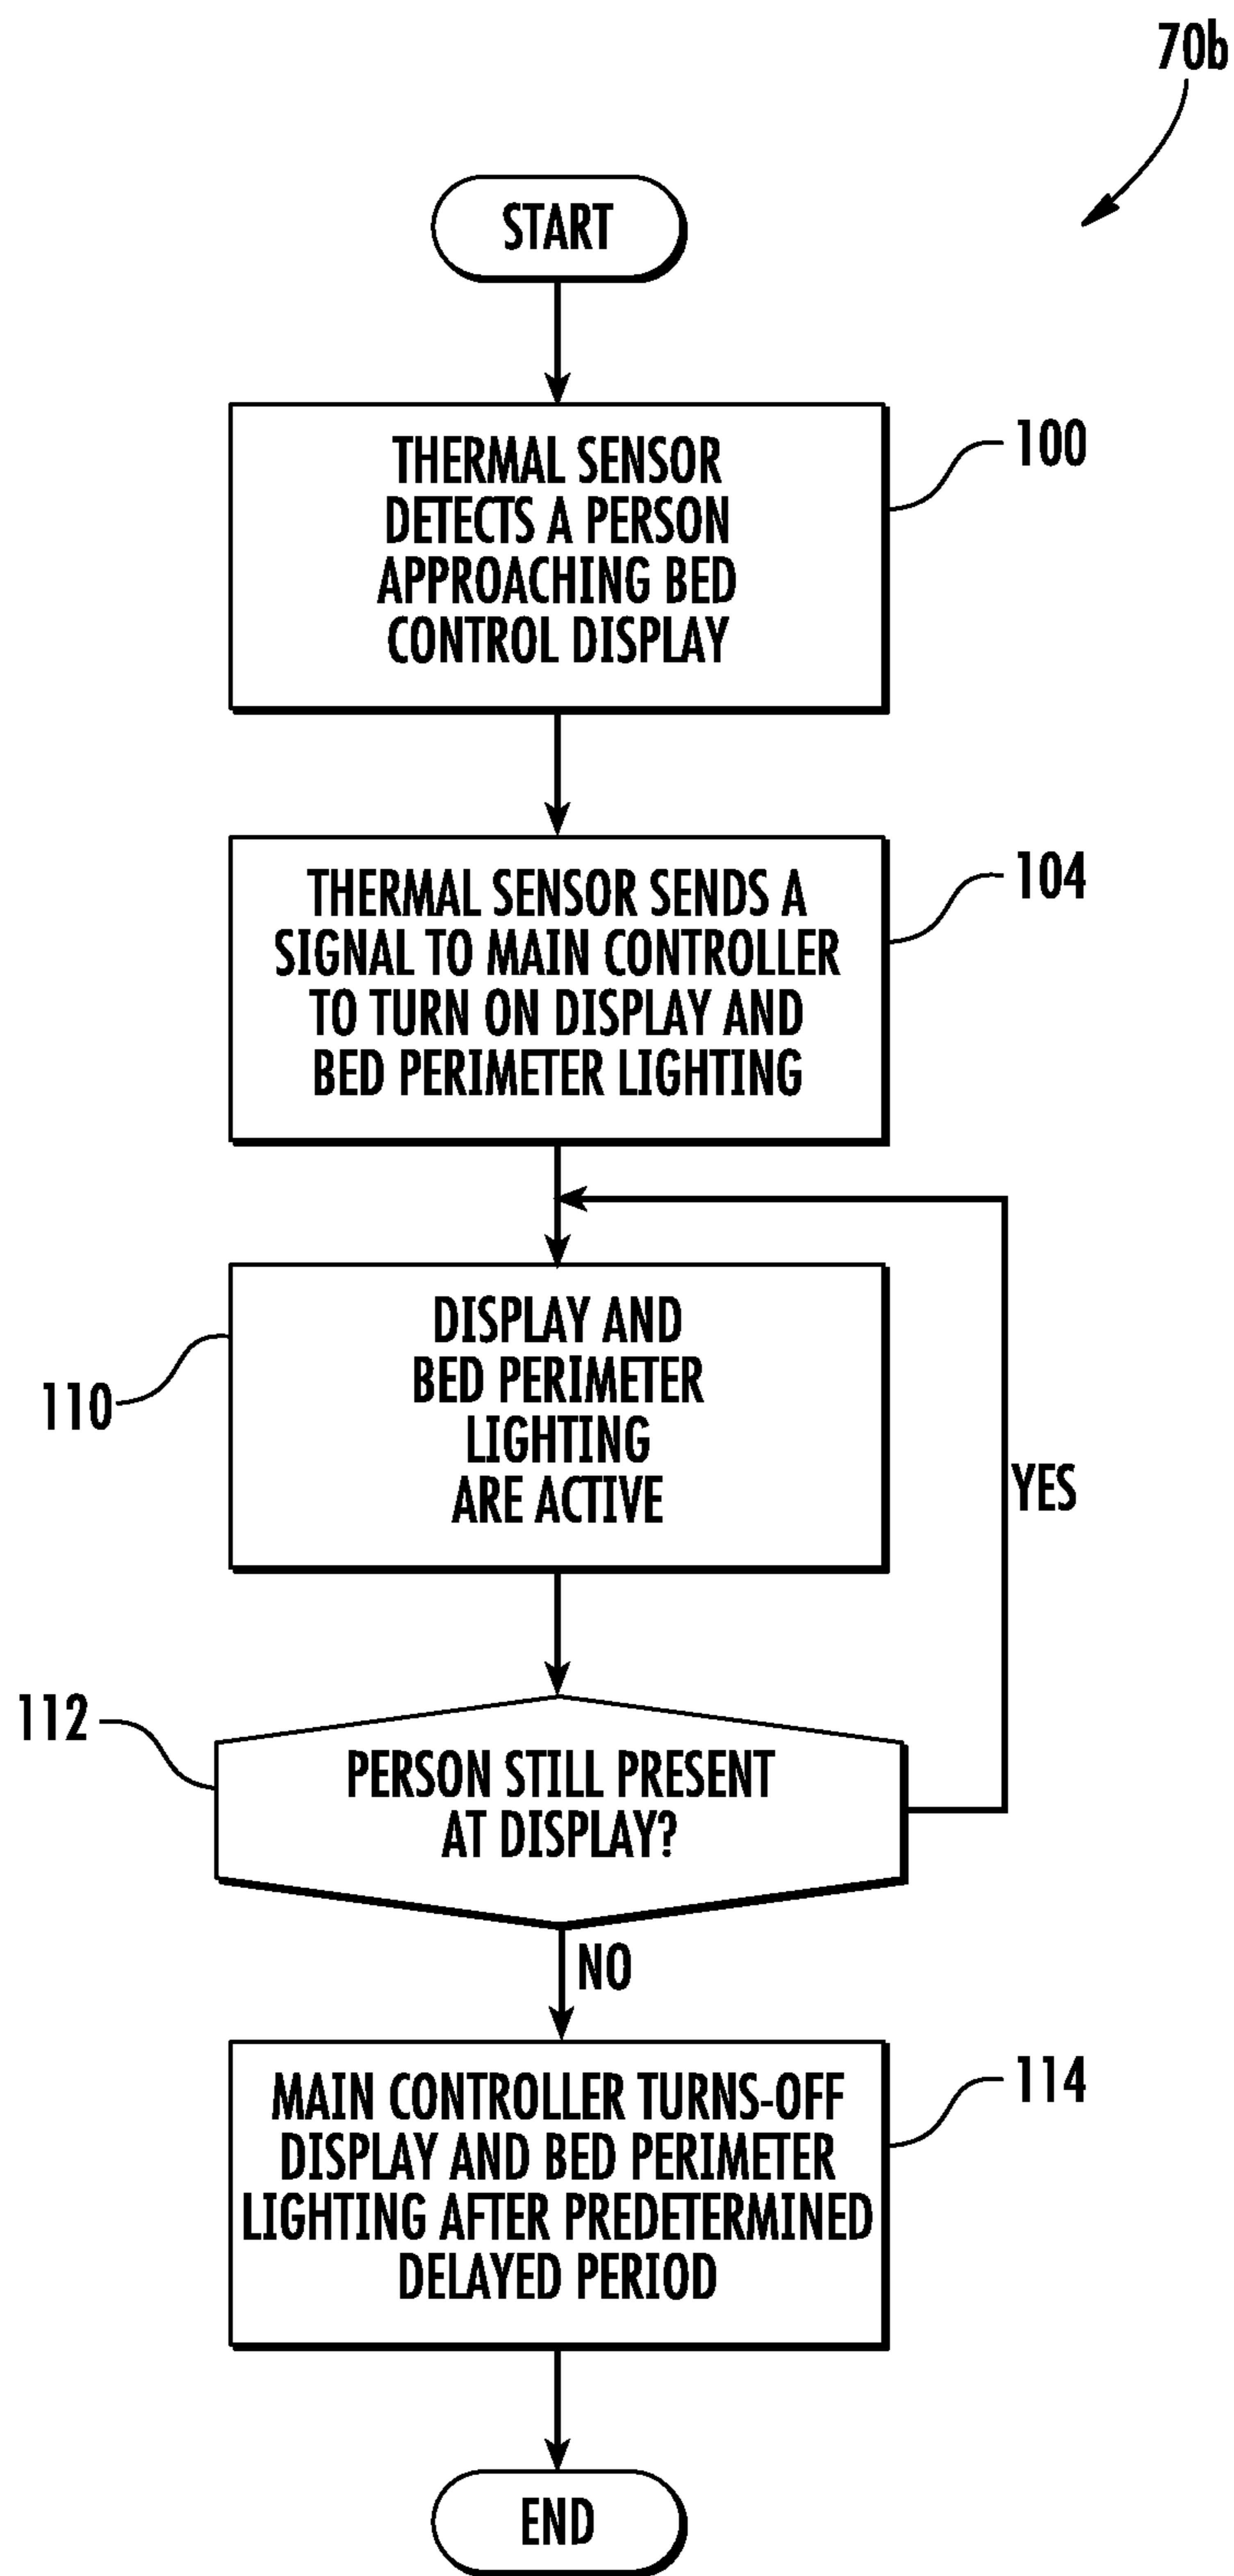 70b
START
THERMAL SENSOR
DETECTS A PERSON
APPROACHING BED
CONTROL DISPLAY
100
THERMAL SENSOR SENDS A
SIGNAL TO MAIN CONTROLLER
TO TURN ON DISPLAY AND
BED PERIMETER LIGHTING
104
DISPLAY AND
BED PERIMETER
LIGHTING
ARE ACTIVE
110
YES
PERSON STILL PRESENT
AT DISPLAY?
112
NO
MAIN CONTROLLER TURNS-OFF
DISPLAY AND BED PERIMETER
LIGHTING AFTER PREDETERMINED
DELAYED PERIOD
114
END